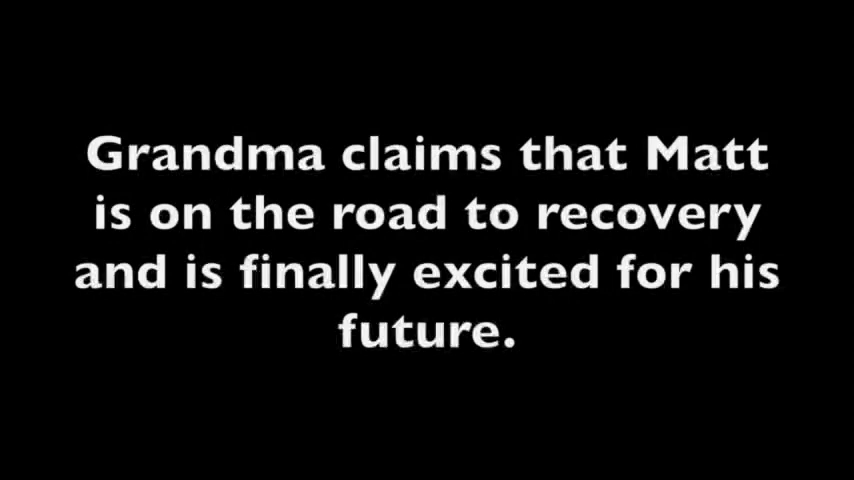 Grandma claims that Matt
is on the road to recovery
and is finally excited for his
future.